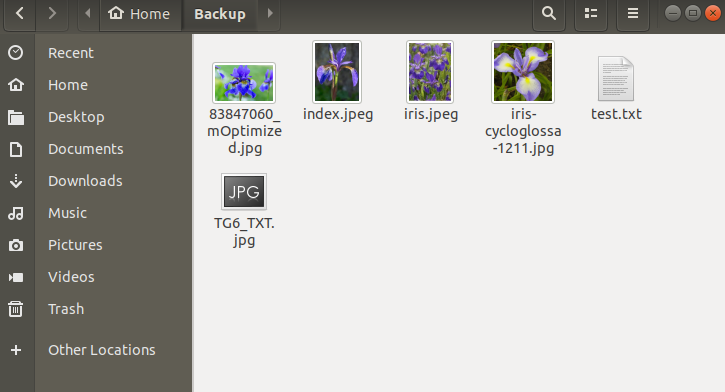 Home
Backup
Recent
Home
Desktop
Documents
Downloads
Music
Pictures
Videos
Trash
Other Locations
83847060_
mOptimize
d.jpg
index.jpeg
iris.jpeg
iris-
cycloglossa
-1211.jpg
test.txt
JPG
TG6_TXT.
jpg